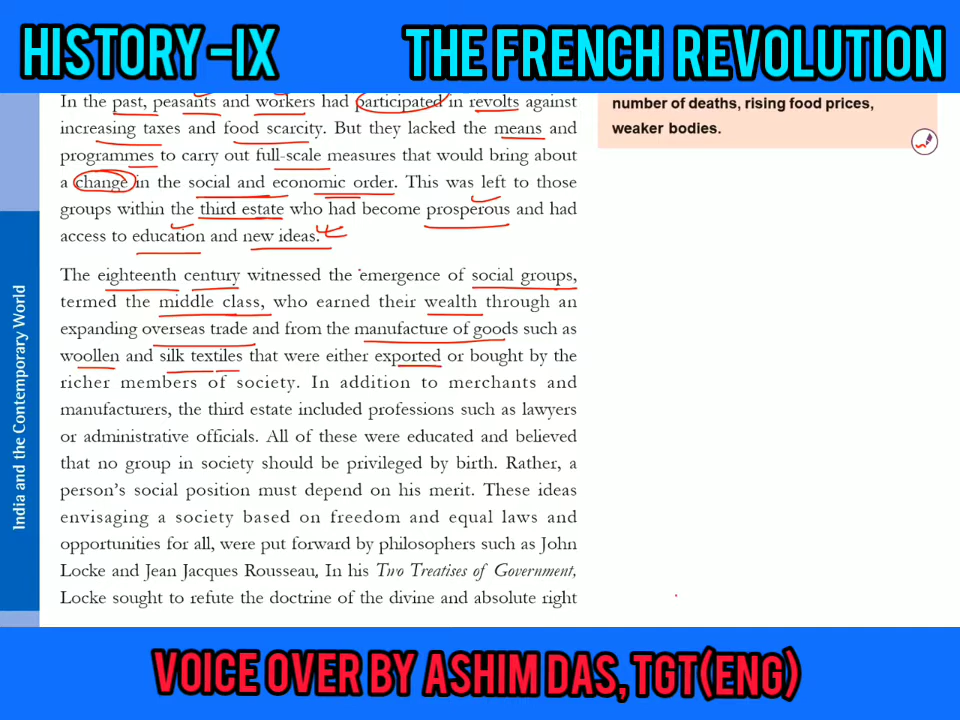 HISTORY -IX
THE FRENCH REVOLUTION
In the past, peasants and workers had participated in revolts against
increasing taxes and food scarcity. But they lacked the means and
programmes to carry out full-scale measures that would bring about
a change in the social and economic order. This was left to those
groups within the third estate who had become prosperous and had
access to education and new ideas.
The eighteenth century witnessed the emergence of social groups,
termed the middle class, who earned their wealth through an
expanding overseas trade and from the manufacture of goods such as
woollen and silk textiles that were either exported or bought by the
richer members of society. In addition to merchants and
manufacturers, the third estate included professions such as lawyers
or administrative officials. All of these were educated and believed
that no group in society should be privileged by birth. Rather, a
person's social position must depend on his merit. These ideas
envisaging a society based on freedom and equal laws and
opportunities for all, were put forward by philosophers such as John
Locke and Jean Jacques Rousseau. In his Two Treatises of Government,
Locke sought to refute the doctrine of the divine and absolute right
number of deaths, rising food prices,
weaker bodies.
India and the Contemporary World
VOICE OVER BY ASHIM DAS, TGT(ENG)